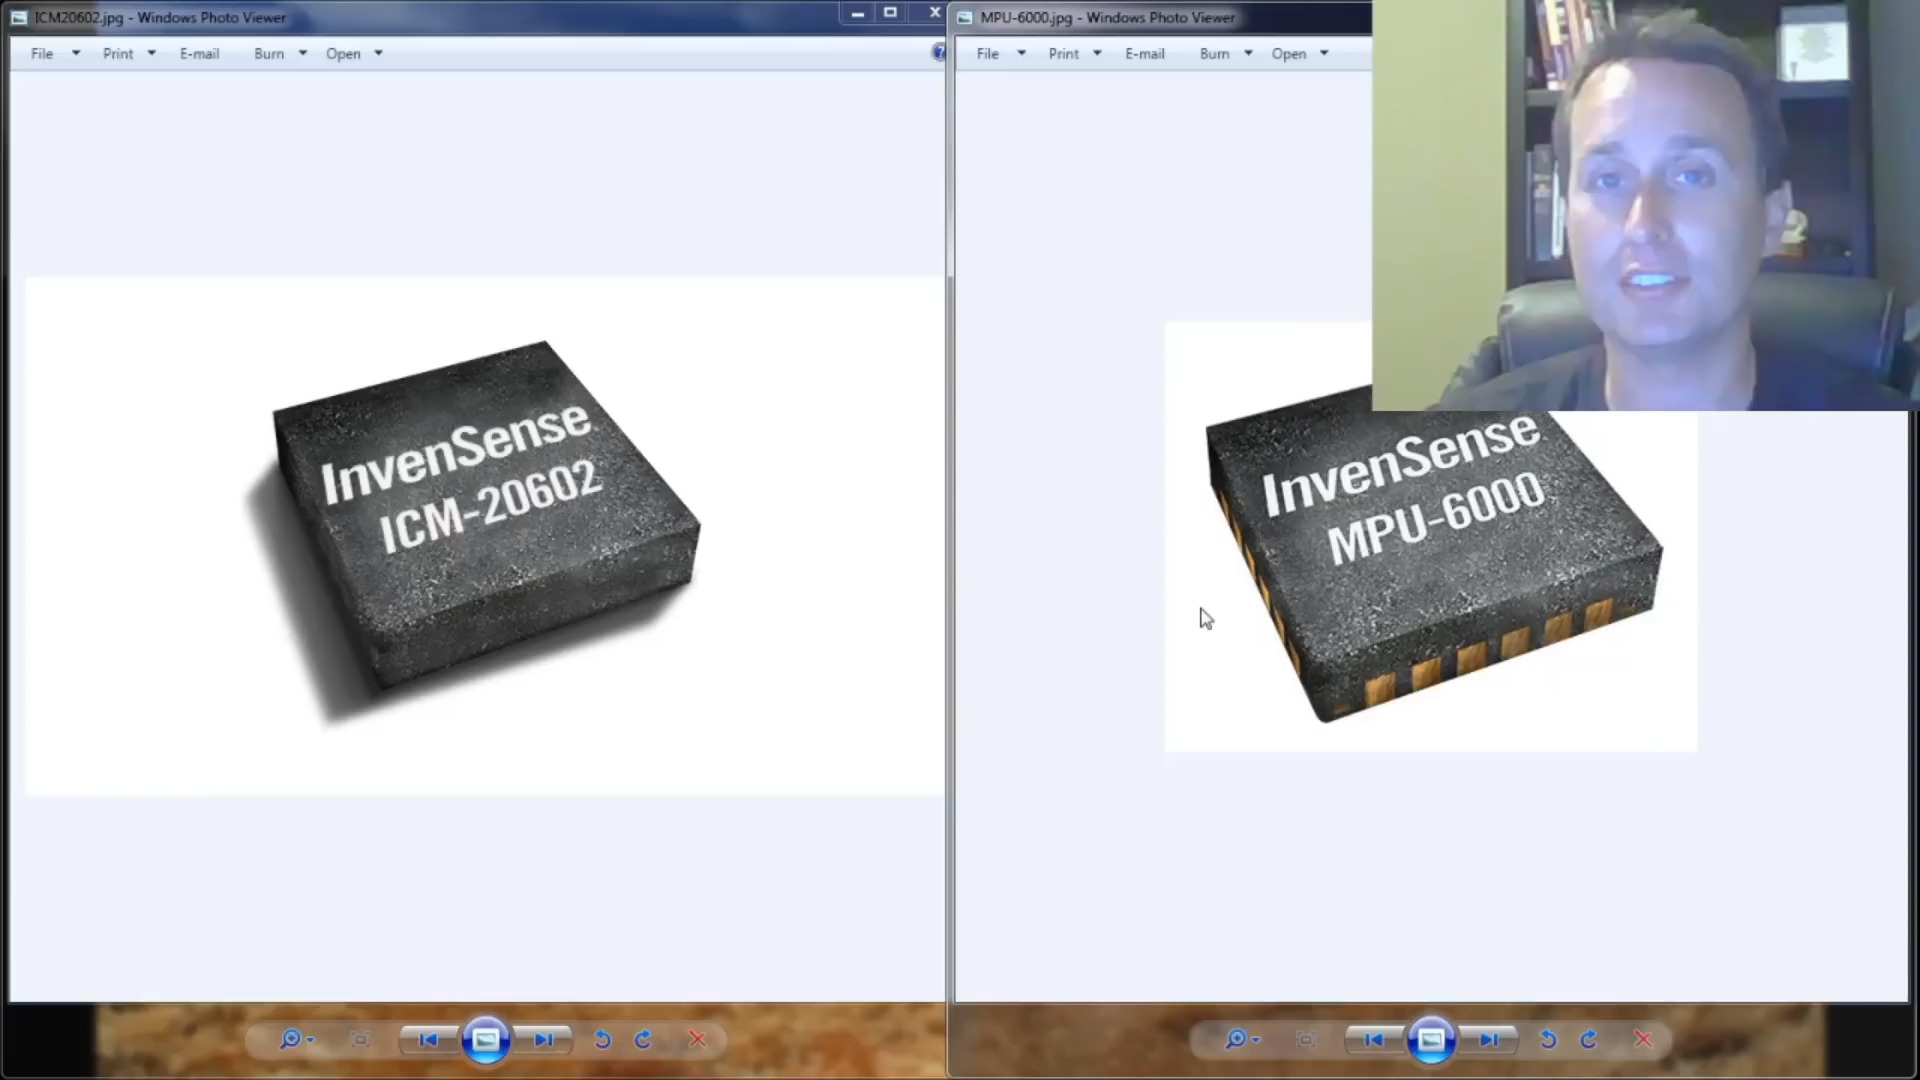 ICM20602.jpg - Windows Photo Viewer
File Print E-mail Burn Open
InvenSense
ICM-20602
MPU-6000.jpg - Windows Photo Viewer
File Print E-mail Burn Open
InvenSense
MPU-6000